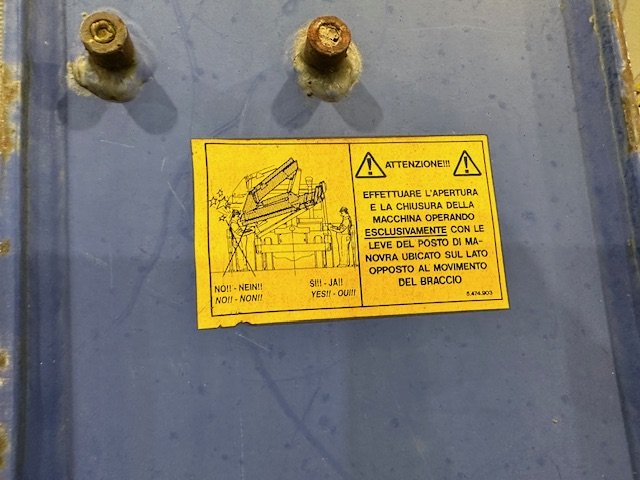 ATTENZIONE!!!
EFFETTUARE L'APERTURA
E LA CHIUSURA DELLA
MACCHINA OPERANDO
ESCLUSIVAMENTE CON LE
LEVE DEL POSTO DI MA-
NOVRA UBICATO SUL LATO
OPPOSTO AL MOVIMENTO
DEL BRACCIO
5.474.903
NO!! - NEIN!!
NO!! - NON!!
SI!! - JA!!
YES!! - OUI!!